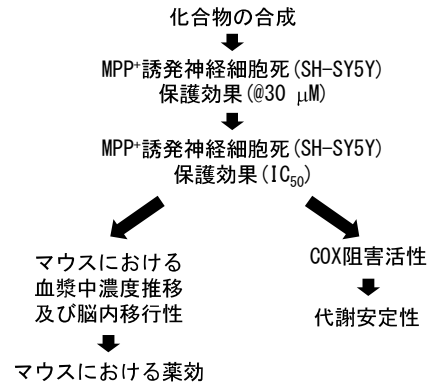 化合物の合成
MPP+誘発神経細胞死(SH-SY5Y)
保護効果(@30 μM)
MPP+誘発神経細胞死(SH-SY5Y)
保護効果(IC50)
マウスにおける
血漿中濃度推移
及び脳内移行性
マウスにおける薬効
COX阻害活性
代謝安定性